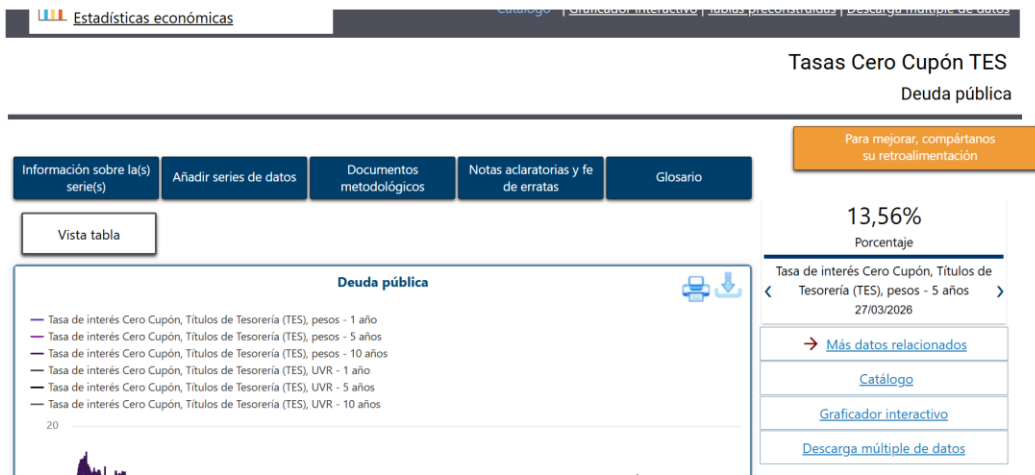 Estadísticas económicas
Catálogo | Graficador interactivo | Tablas preconstruidas | Descarga múltiple de datos
Tasas Cero Cupón TES
Deuda pública
Para mejorar, compártanos
su retroalimentación
Información sobre la(s)
serie(s)
Añadir series de datos
Documentos
metodológicos
Notas aclaratorias y fe
de erratas
Glosario
Vista tabla
13,56%
Porcentaje
Tasa de interés Cero Cupón, Títulos de
Tesorería (TES), pesos - 5 años
27/03/2026
Más datos relacionados
Catálogo
Graficador interactivo
Descarga múltiple de datos
Deuda pública
Tasa de interés Cero Cupón, Títulos de Tesorería (TES), pesos - 1 año
Tasa de interés Cero Cupón, Títulos de Tesorería (TES), pesos - 5 años
Tasa de interés Cero Cupón, Títulos de Tesorería (TES), pesos - 10 años
Tasa de interés Cero Cupón, Títulos de Tesorería (TES), UVR - 1 año
Tasa de interés Cero Cupón, Títulos de Tesorería (TES), UVR - 5 años
Tasa de interés Cero Cupón, Títulos de Tesorería (TES), UVR - 10 años
20